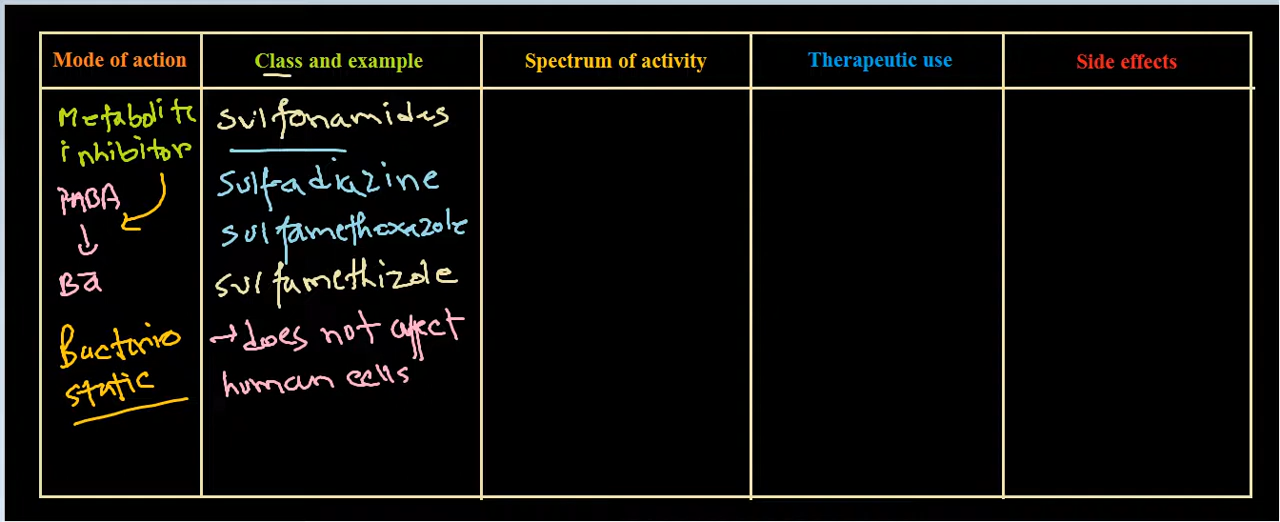 Mode of action
Class and example
Spectrum of activity
Therapeutic use
Side effects
Metabolite
inhibitor
PABA
Ba
Bacterio
static
sulfonamides
sulfadiazine
sulfamethoxazole
sulfamethizole
→ does not affect
human cells